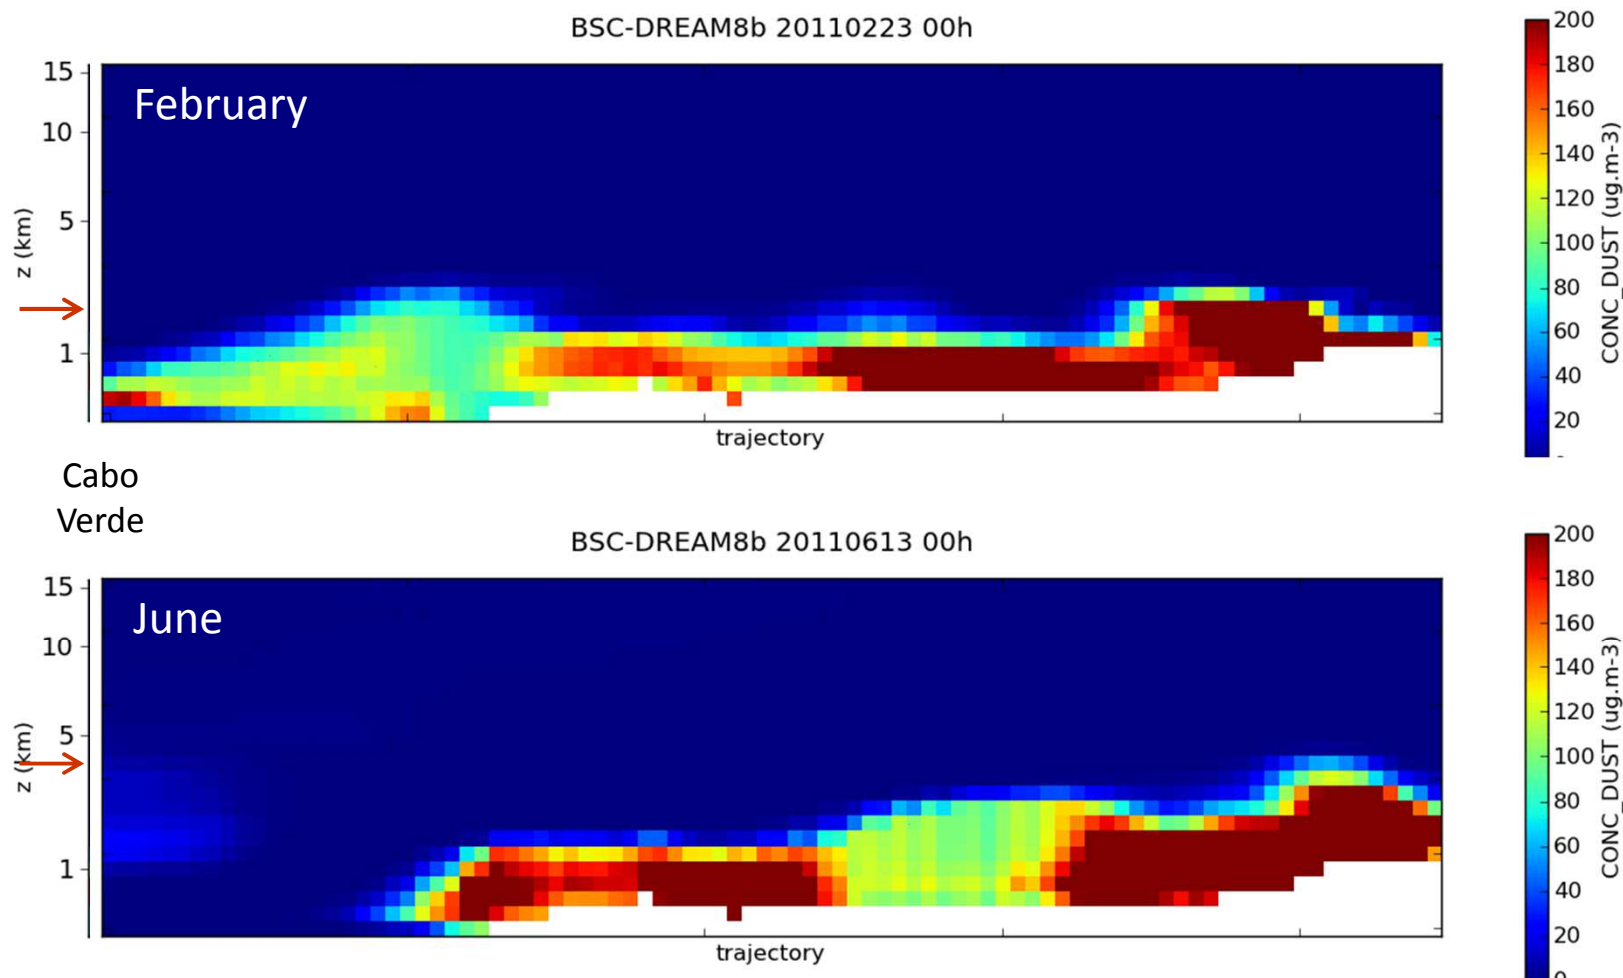 BSC-DREAM8b 20110223 00h
February
15
10
5
1
z (km)
trajectory
200
180
160
140
120
100
80
60
40
20
CONC_DUST (ug.m-3)
Cabo
Verde
BSC-DREAM8b 20110613 00h
June
15
10
5
1
z (km)
trajectory
200
180
160
140
120
100
80
60
40
20
0
CONC_DUST (ug.m-3)